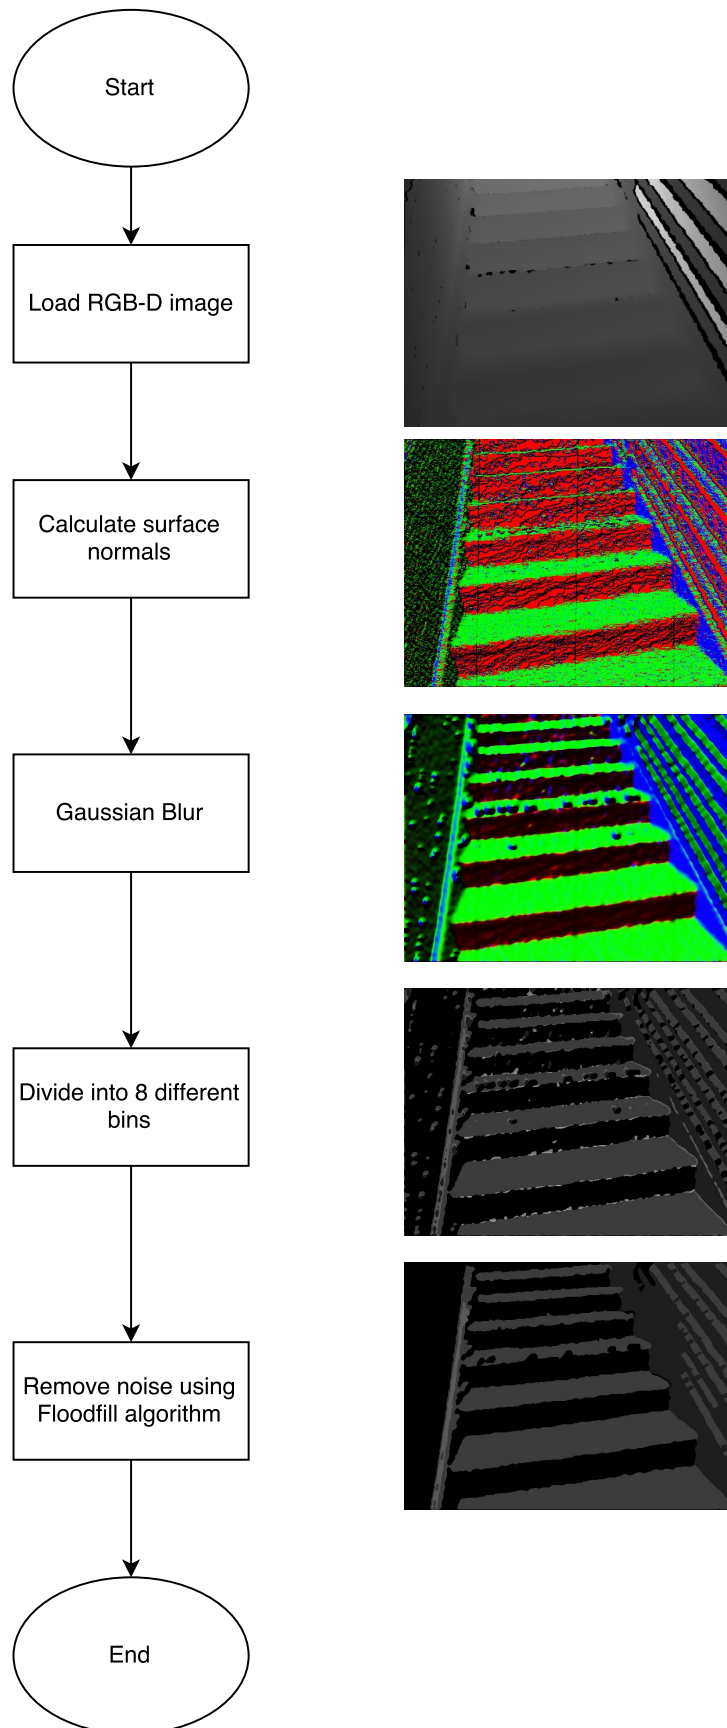 Start
Load RGB-D image
Calculate surface
normals
Gaussian Blur
Divide into 8 different
bins
Remove noise using
Floodfill algorithm
End